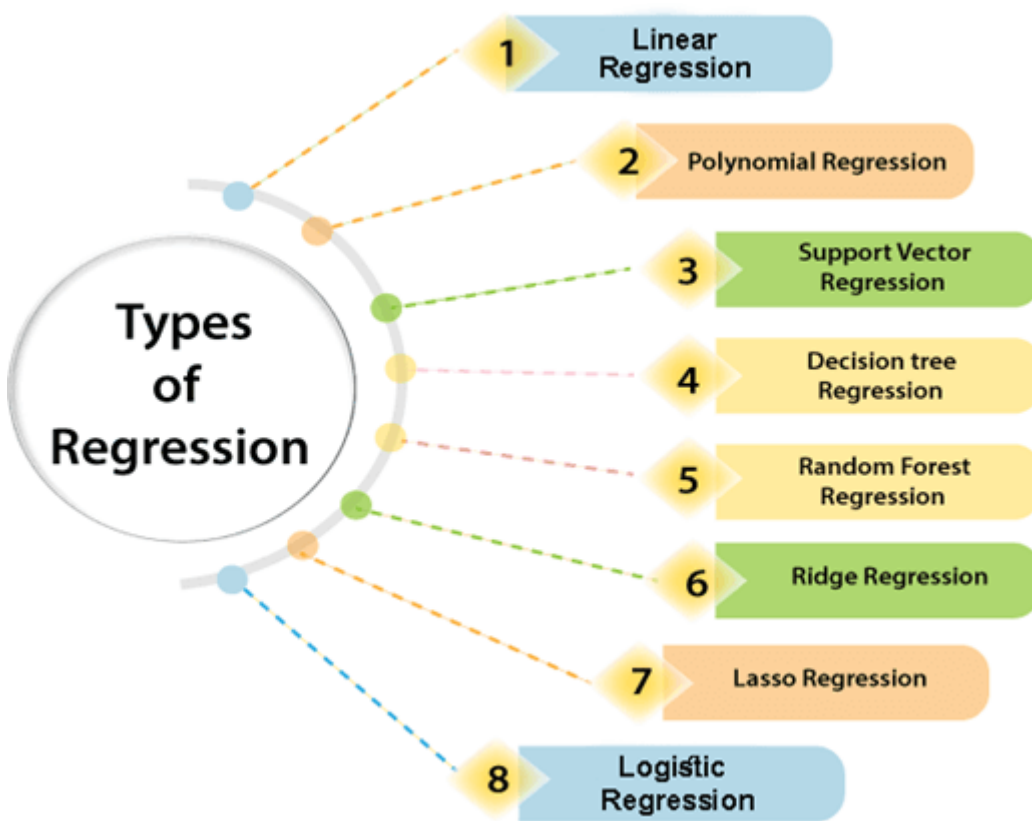 Types
of
Regression
1
Linear
Regression
2
Polynomial Regression
3
Support Vector
Regression
4
Decision tree
Regression
5
Random Forest
Regression
6
Ridge Regression
7
Lasso Regression
8
Logistic
Regression